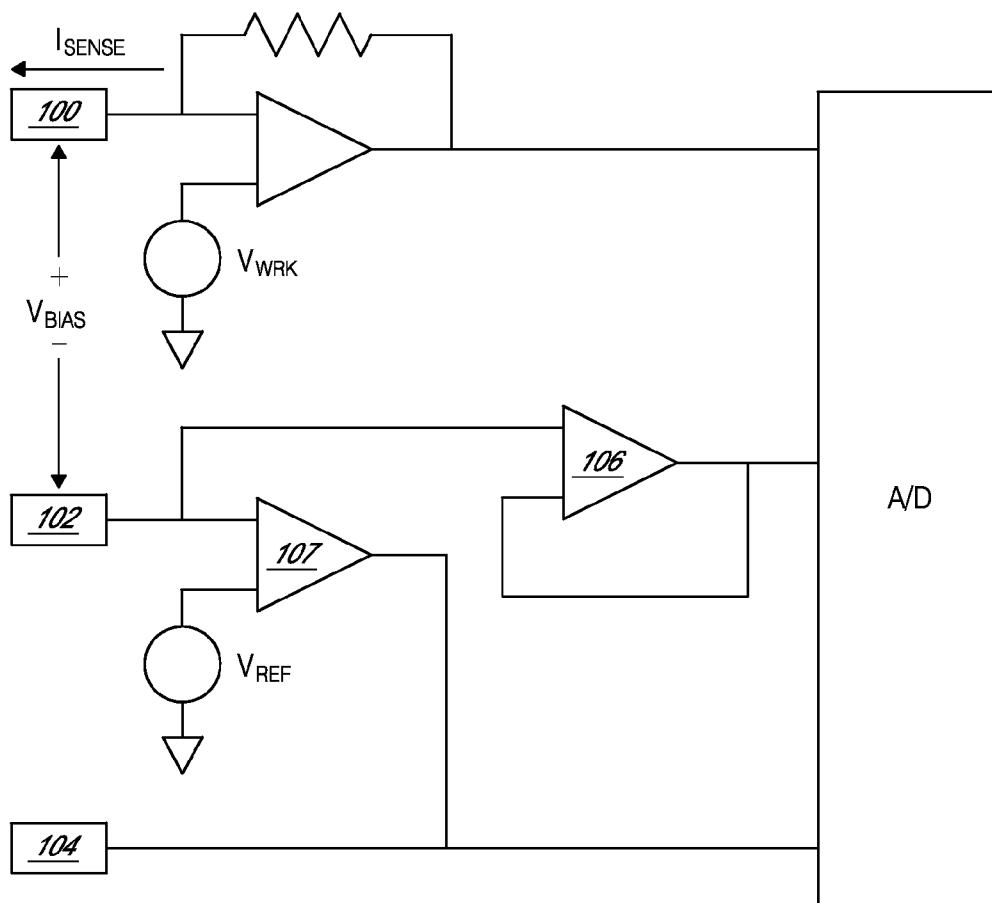 I_SENSE
100
V_WRK
+
V_BIAS
−
106
102
107
A/D
V_REF
104